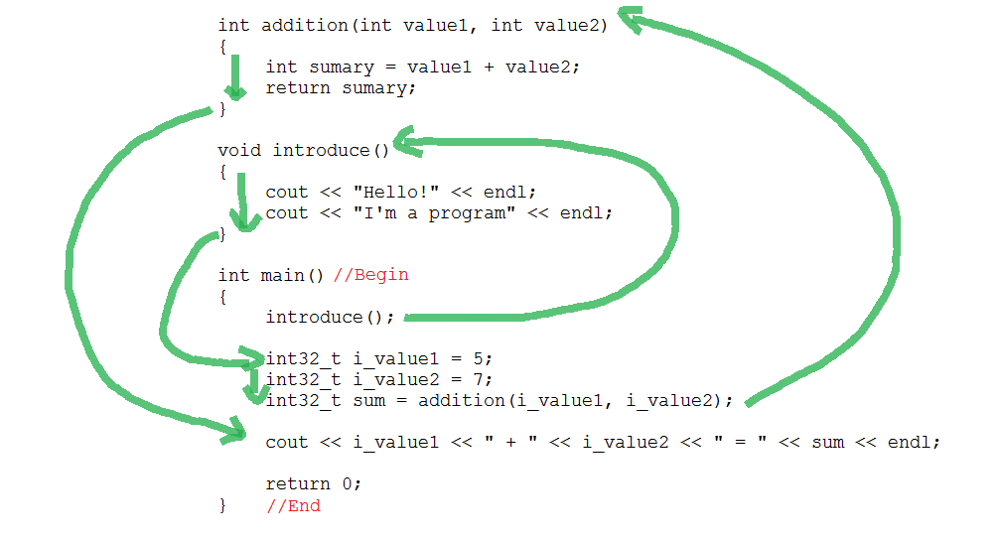 int addition(int value1, int value2)
{
int sumary = value1 + value2;
return sumary;
}
void introduce()
{
cout << "Hello!" << endl;
cout << "I'm a program" << endl;
}
int main() //Begin
{
introduce();
int32_t i_value1 = 5;
int32_t i_value2 = 7;
int32_t sum = addition(i_value1, i_value2);
cout << i_value1 << " + " << i_value2 << " = " << sum << endl;
return 0;
} //End